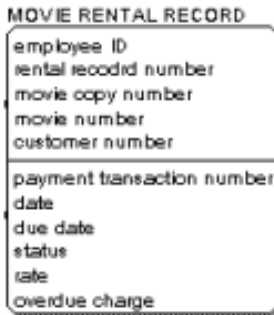 MOVIE RENTAL RECORD
employee ID
rental recodrd number
movie copy number
movie number
customer number
payment transaction number
date
due date
status
rate
overdue charge